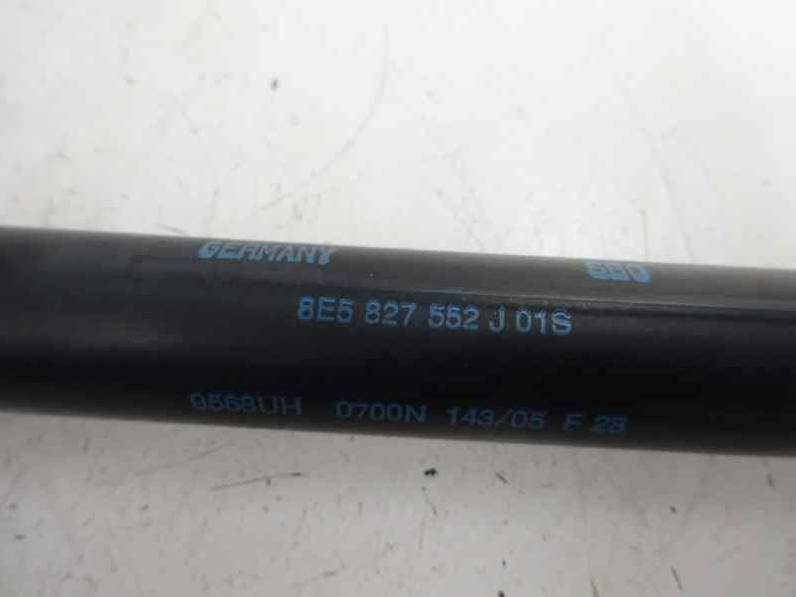 GERMANY
8E5 827 552 J 01S
9568UH 0700N 143/05 F 28